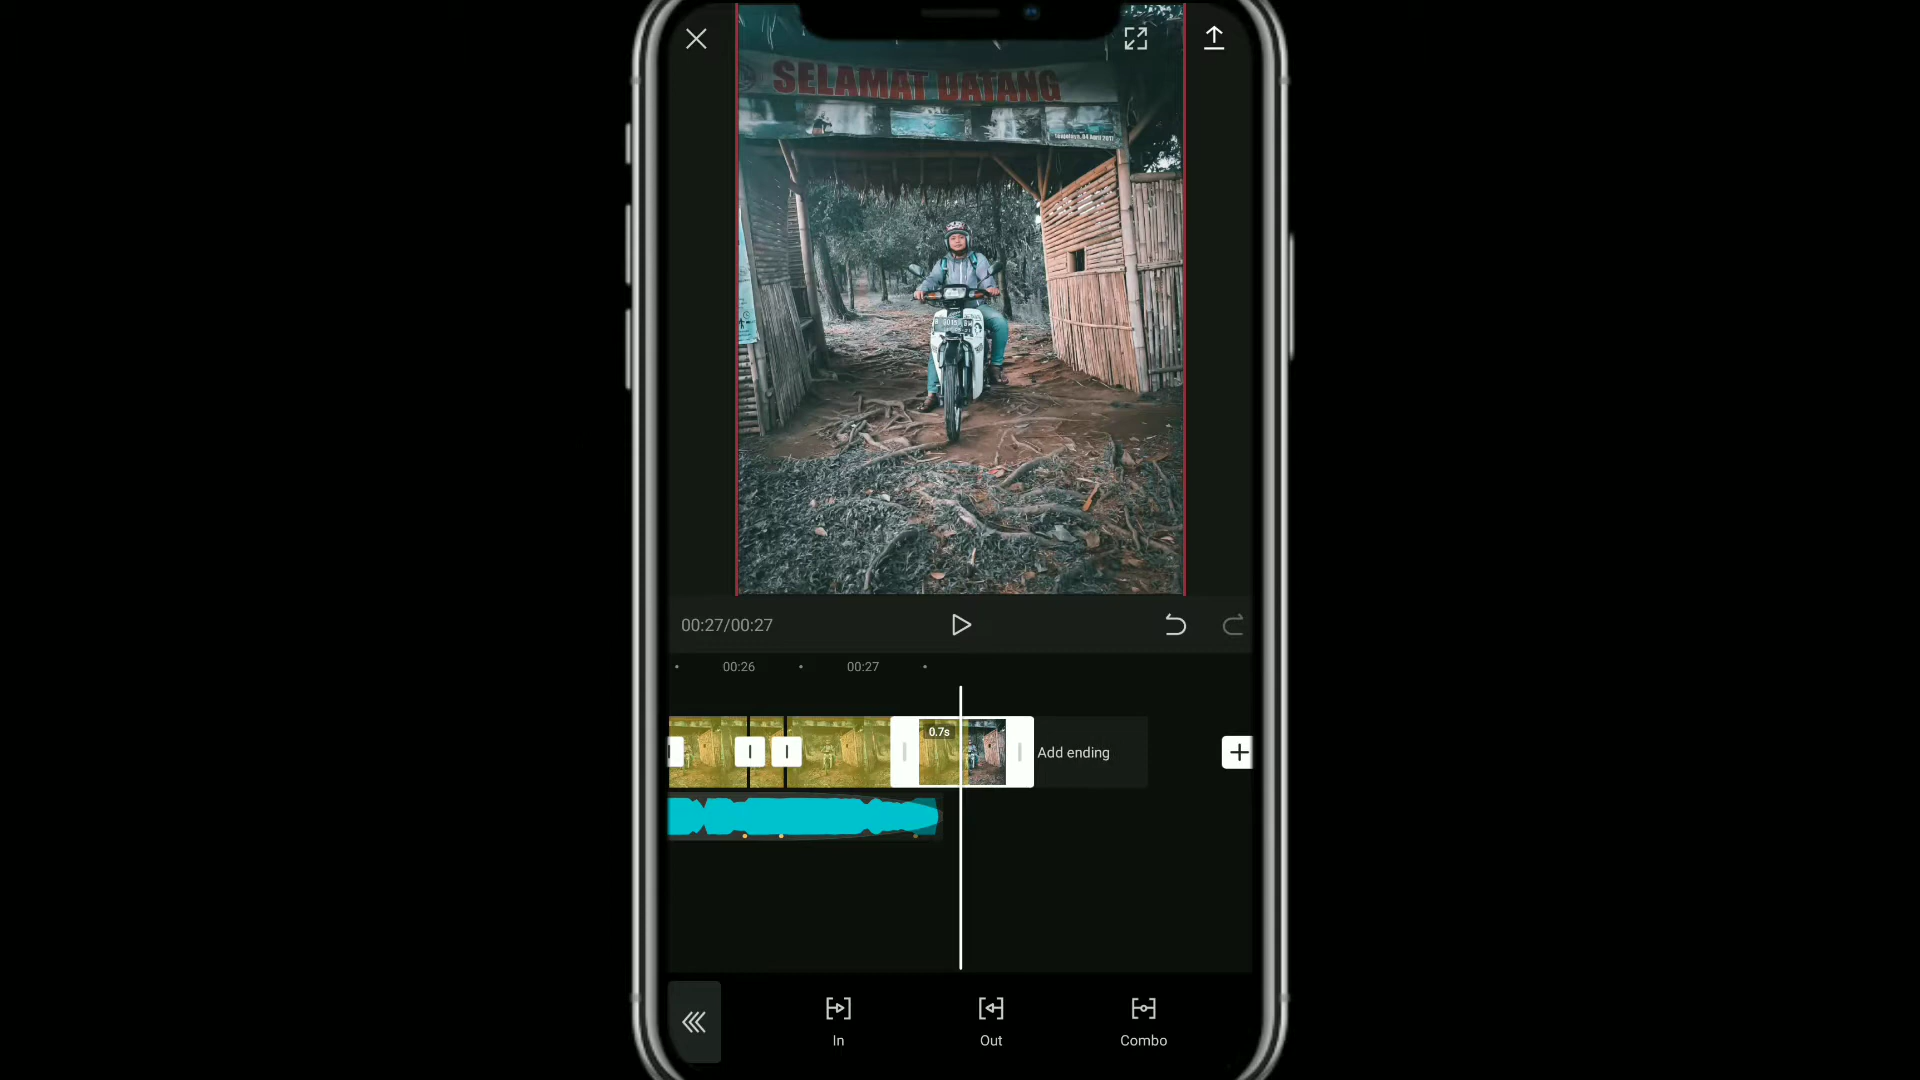 SELAMAT DATANG
00:27/00:27
00:26
00:27
0.7s
Add ending
In
Out
Combo